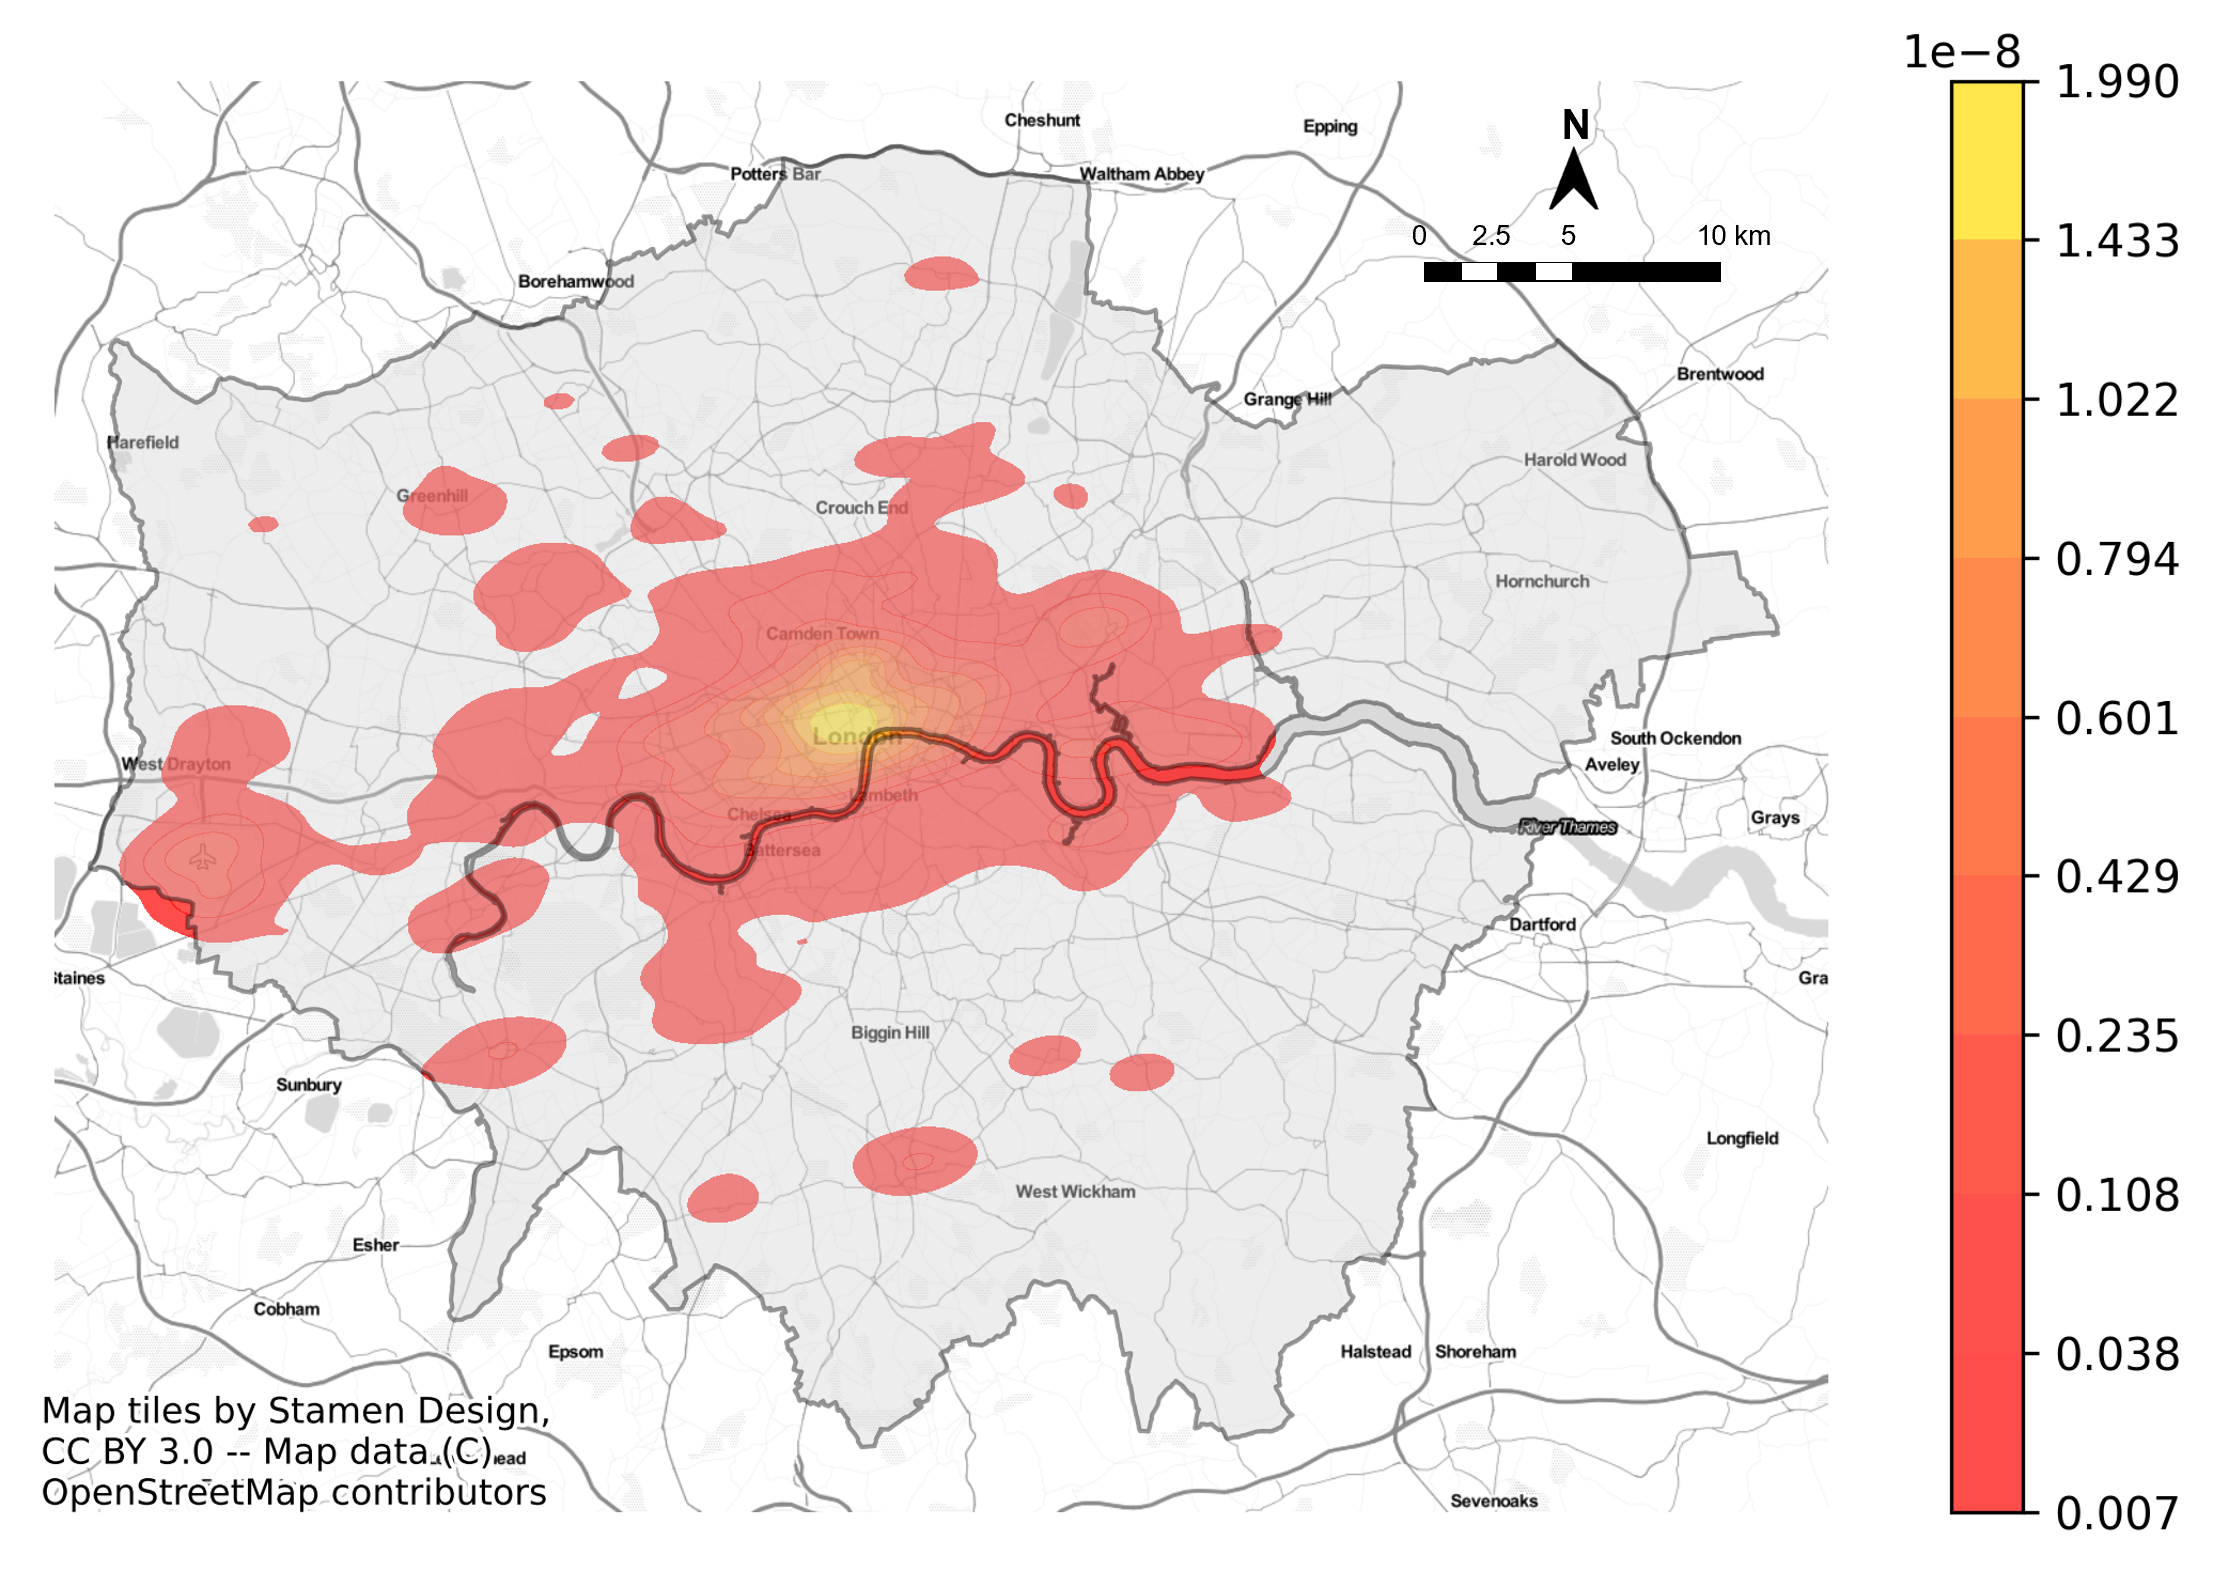 1e−8
1.990
1.433
1.022
0.794
0.601
0.429
0.235
0.108
0.038
0.007
N
0 2.5 5 10 km
Cheshunt
Epping
Potters Bar
Waltham Abbey
Borehamwood
Brentwood
Grange Hill
Harefield
Harold Wood
Greenhill
Crouch End
Hornchurch
Camden Town
London
South Ockendon
West Drayton
Aveley
Lambeth
Chelsea
Grays
River Thames
Battersea
Dartford
Staines
Gra
Biggin Hill
Sunbury
Longfield
West Wickham
Esher
Cobham
Epsom
Halstead
Shoreham
Sevenoaks
Map tiles by Stamen Design,
CC BY 3.0 -- Map data (C)
OpenStreetMap contributors